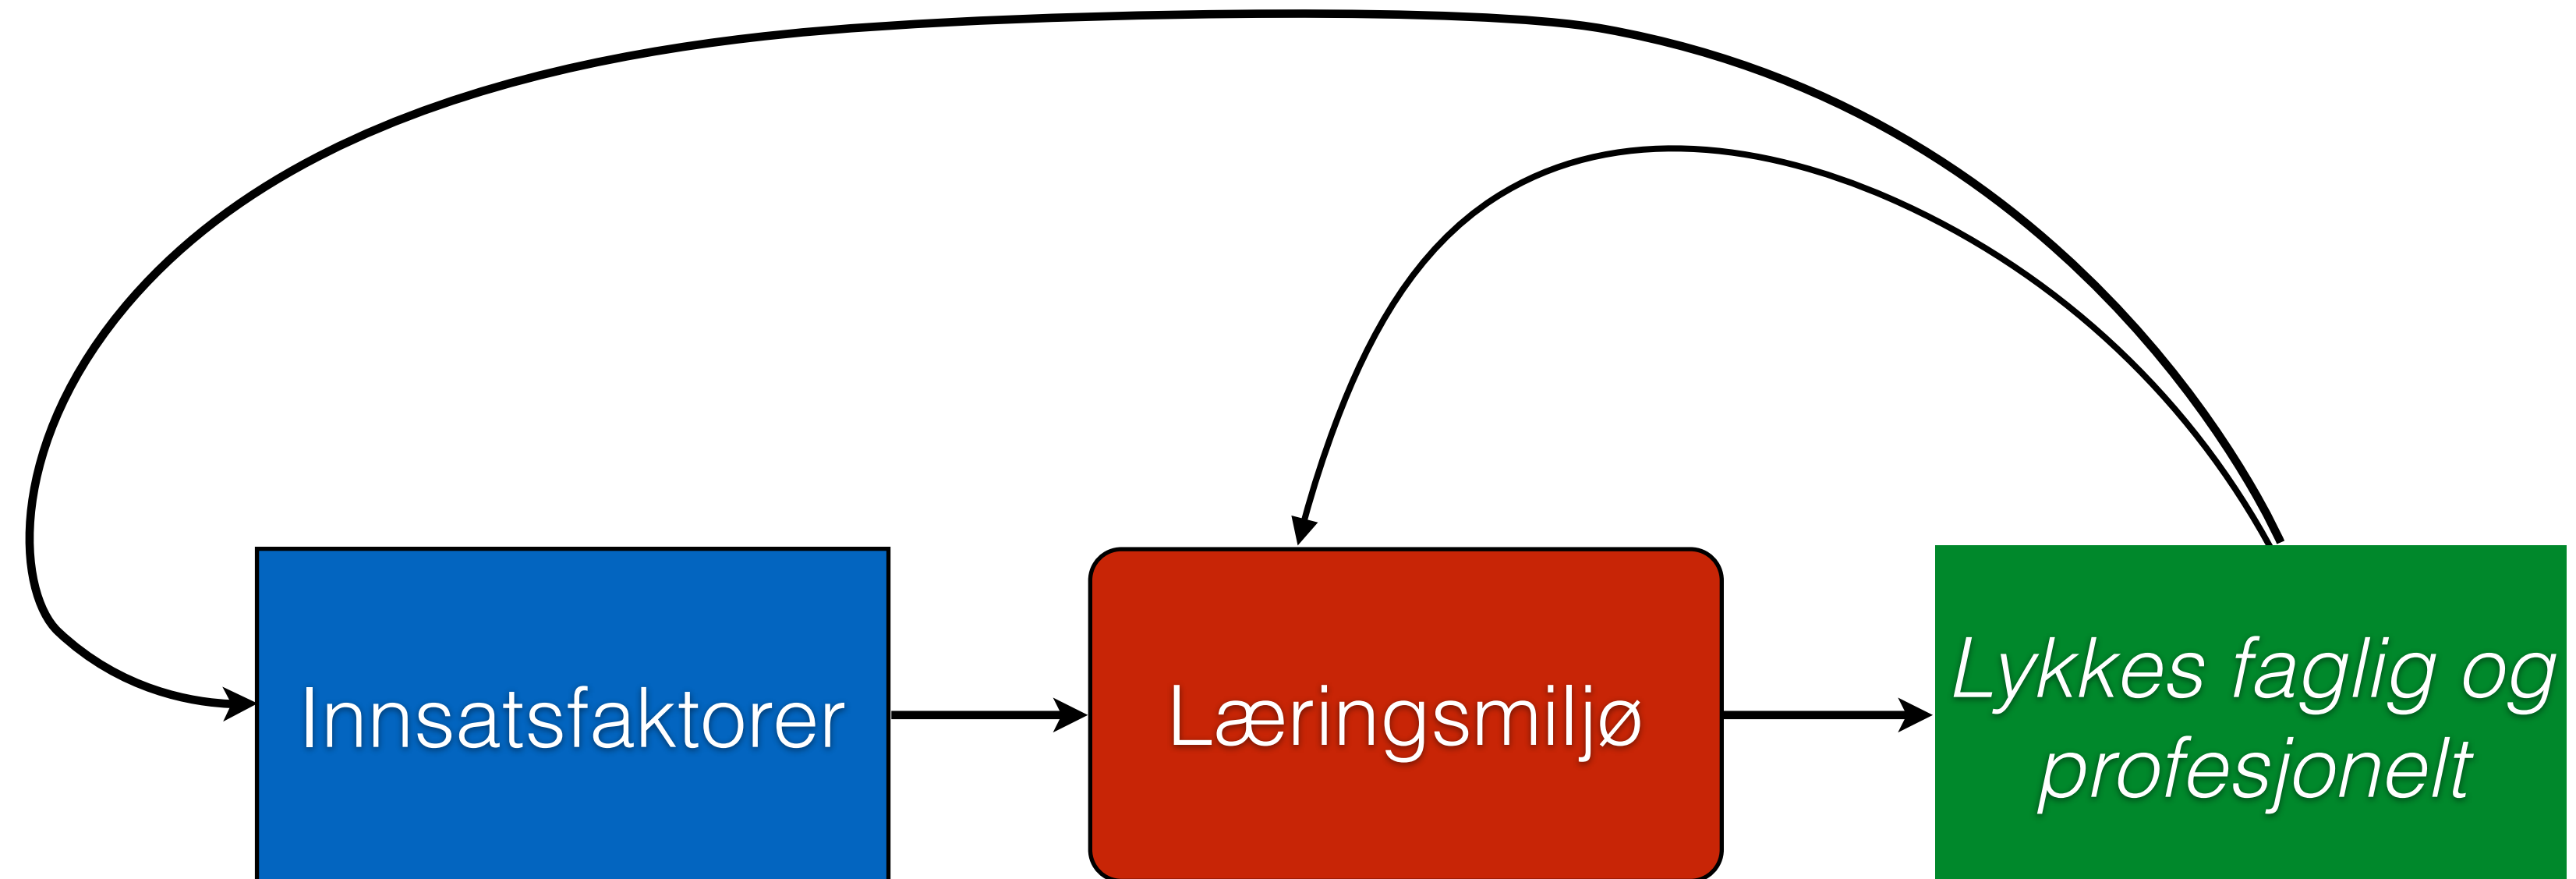 Innsatsfaktorer
Læringsmiljø
Lykkes faglig og
profesjonelt